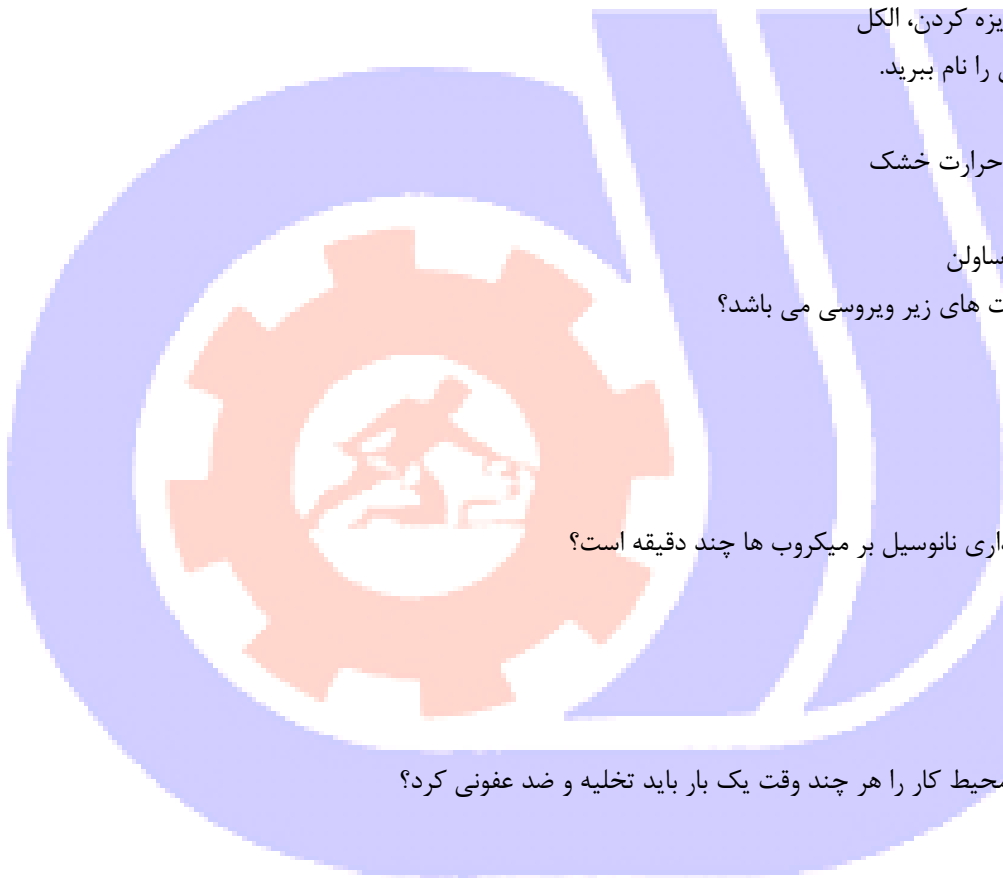 یزه کردن، الکل
را نام ببرید.
حرارت خشک
ساولن
ت های زیر ویروسی می باشد؟
اری نانوسیل بر میکروب ها چند دقیقه است؟
محیط کار را هر چند وقت یک بار باید تخلیه و ضد عفونی کرد؟